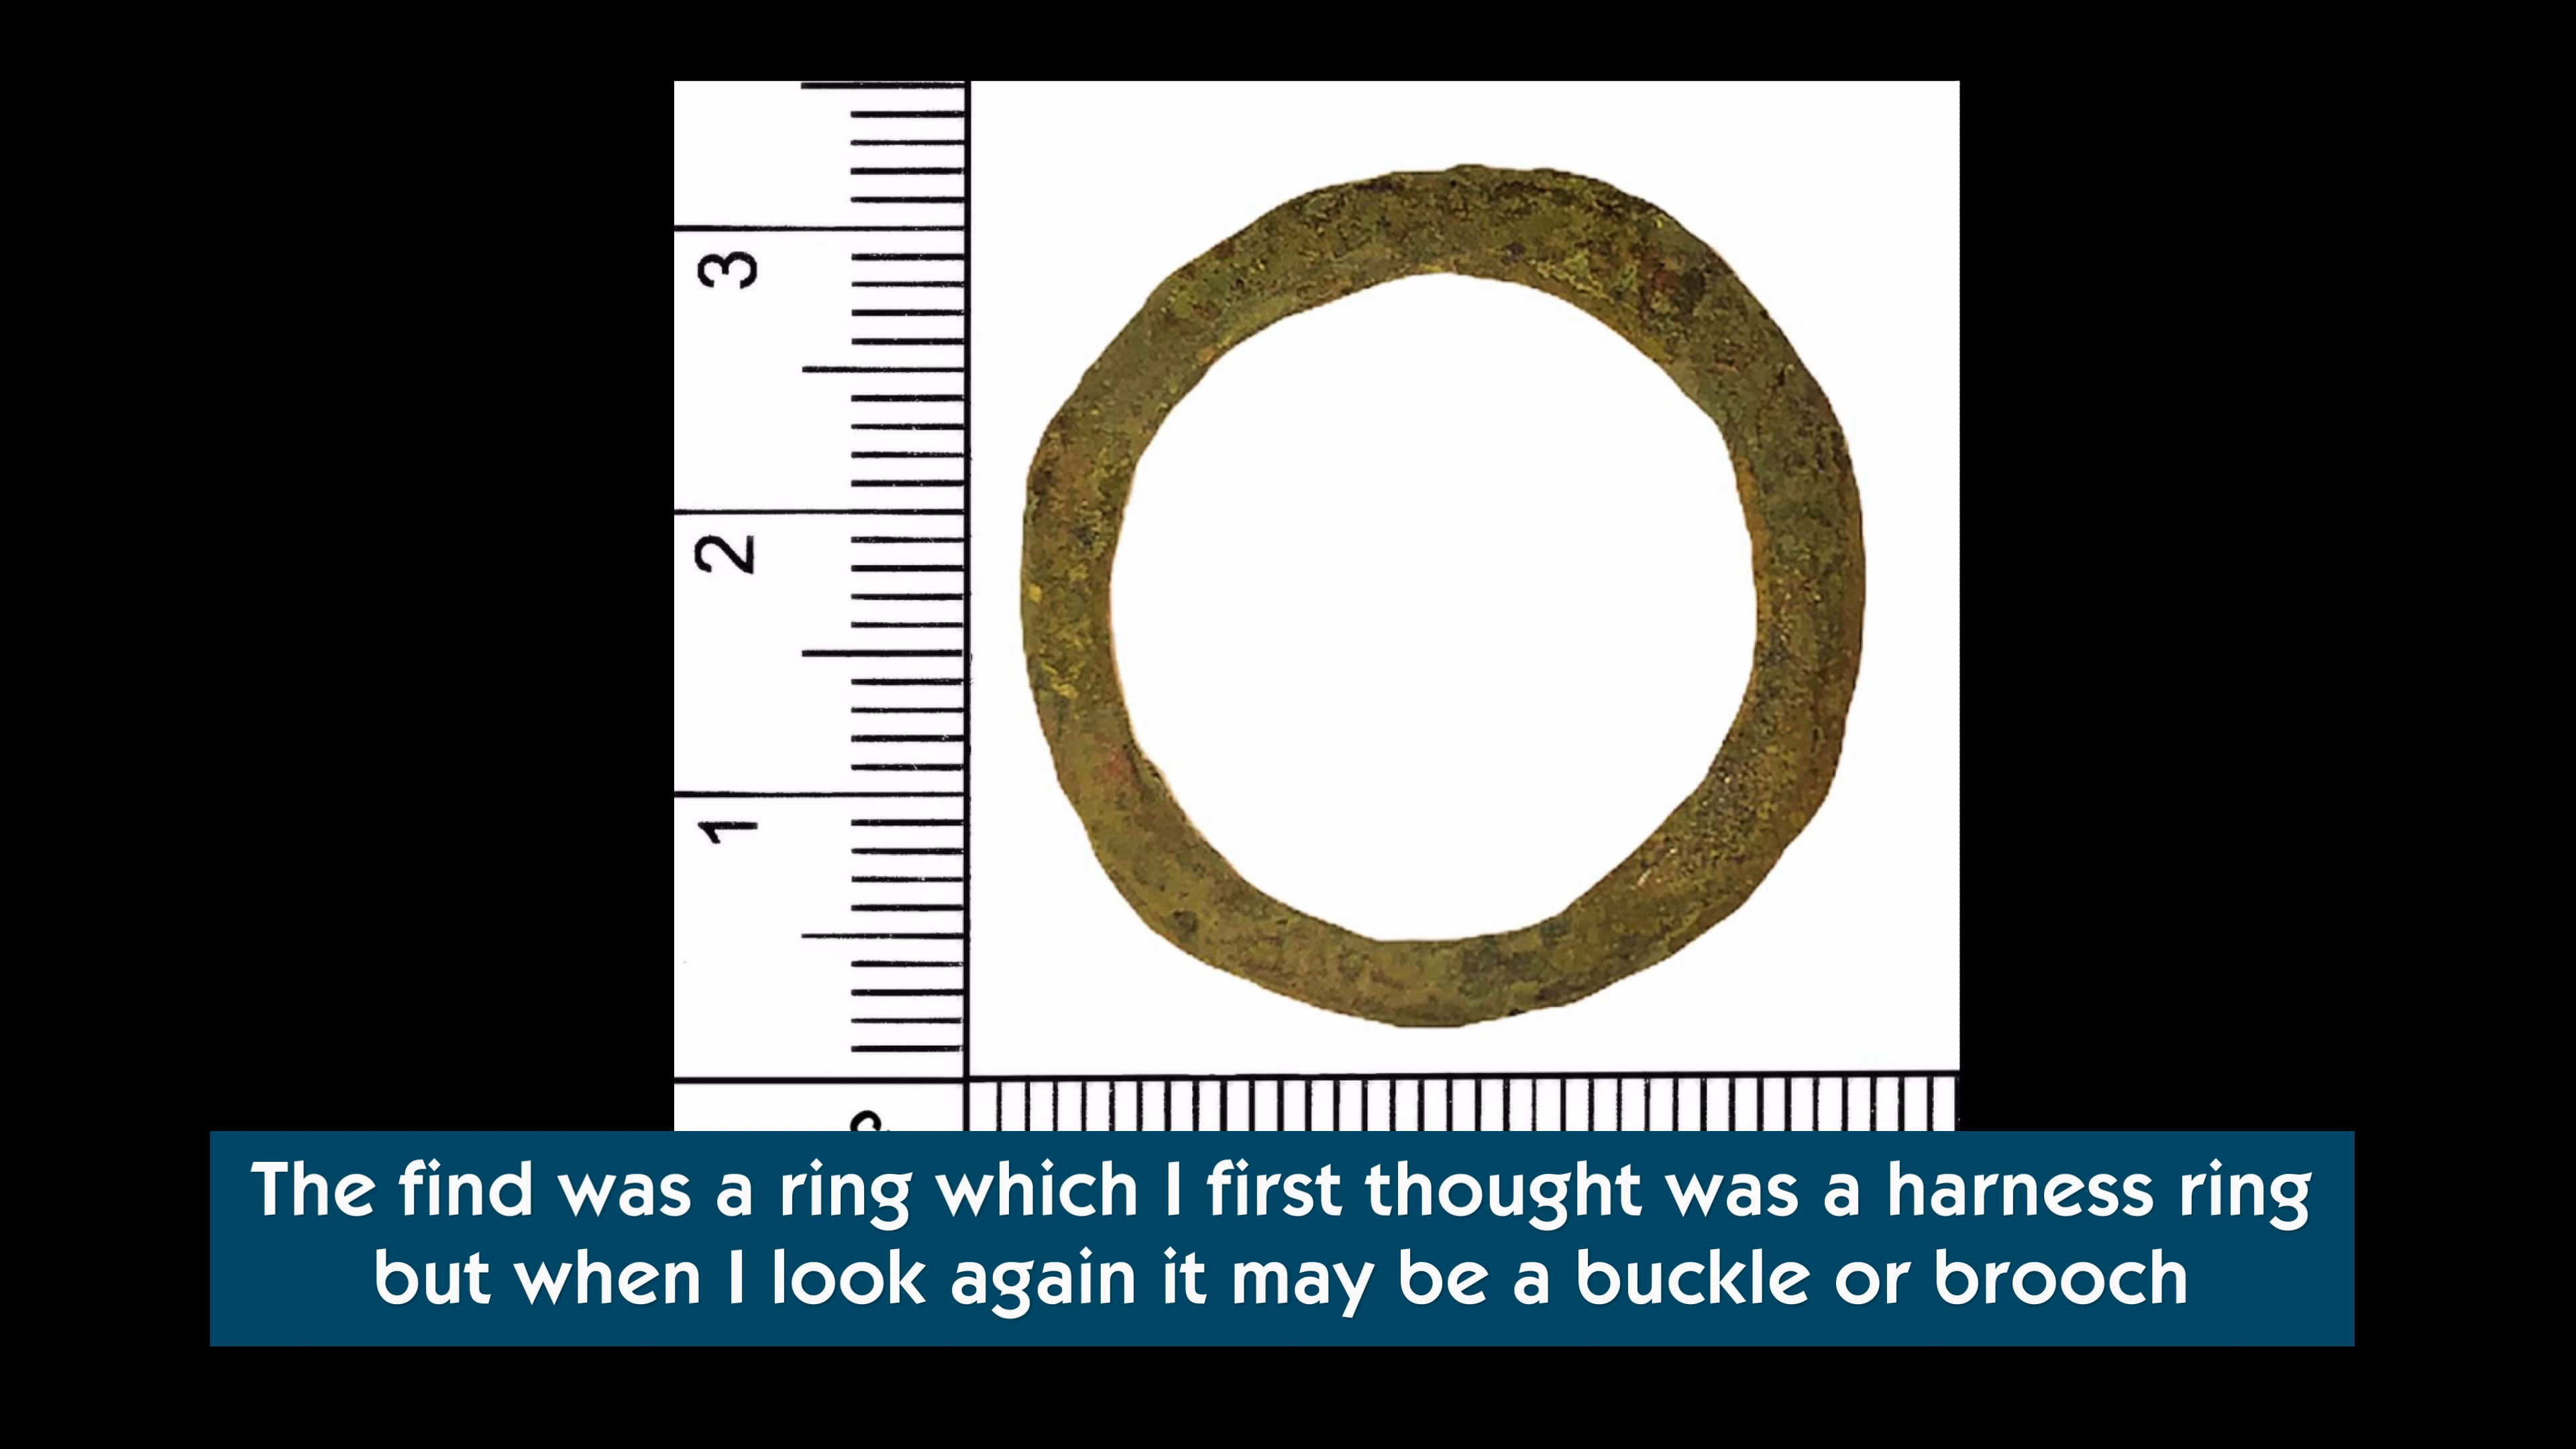 3
2
1
The find was a ring which I first thought was a harness ring
but when I look again it may be a buckle or brooch